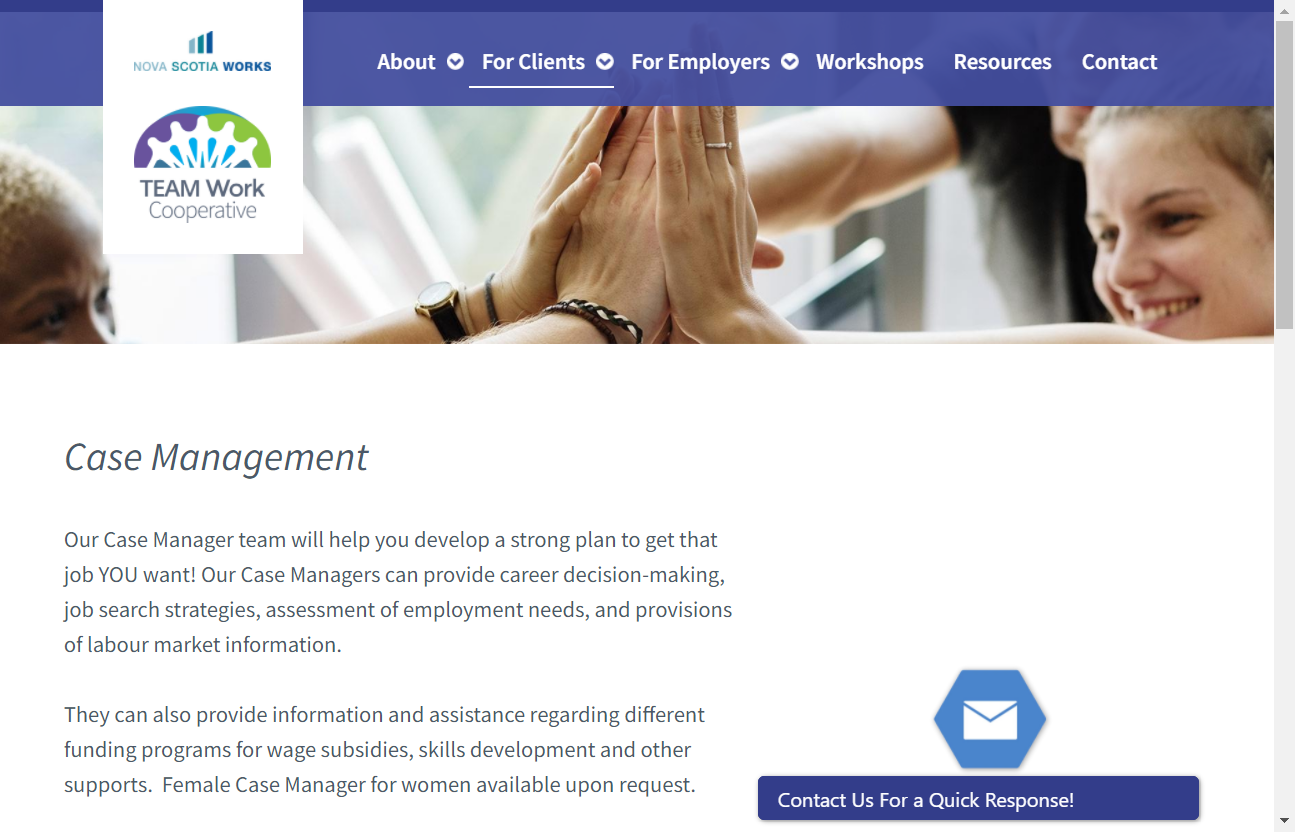 NOVA SCOTIA WORKS
TEAM Work
Cooperative
About For Clients For Employers Workshops Resources Contact
Case Management
Our Case Manager team will help you develop a strong plan to get that
job YOU want! Our Case Managers can provide career decision-making,
job search strategies, assessment of employment needs, and provisions
of labour market information.
They can also provide information and assistance regarding different
funding programs for wage subsidies, skills development and other
supports.  Female Case Manager for women available upon request.
Contact Us For a Quick Response!